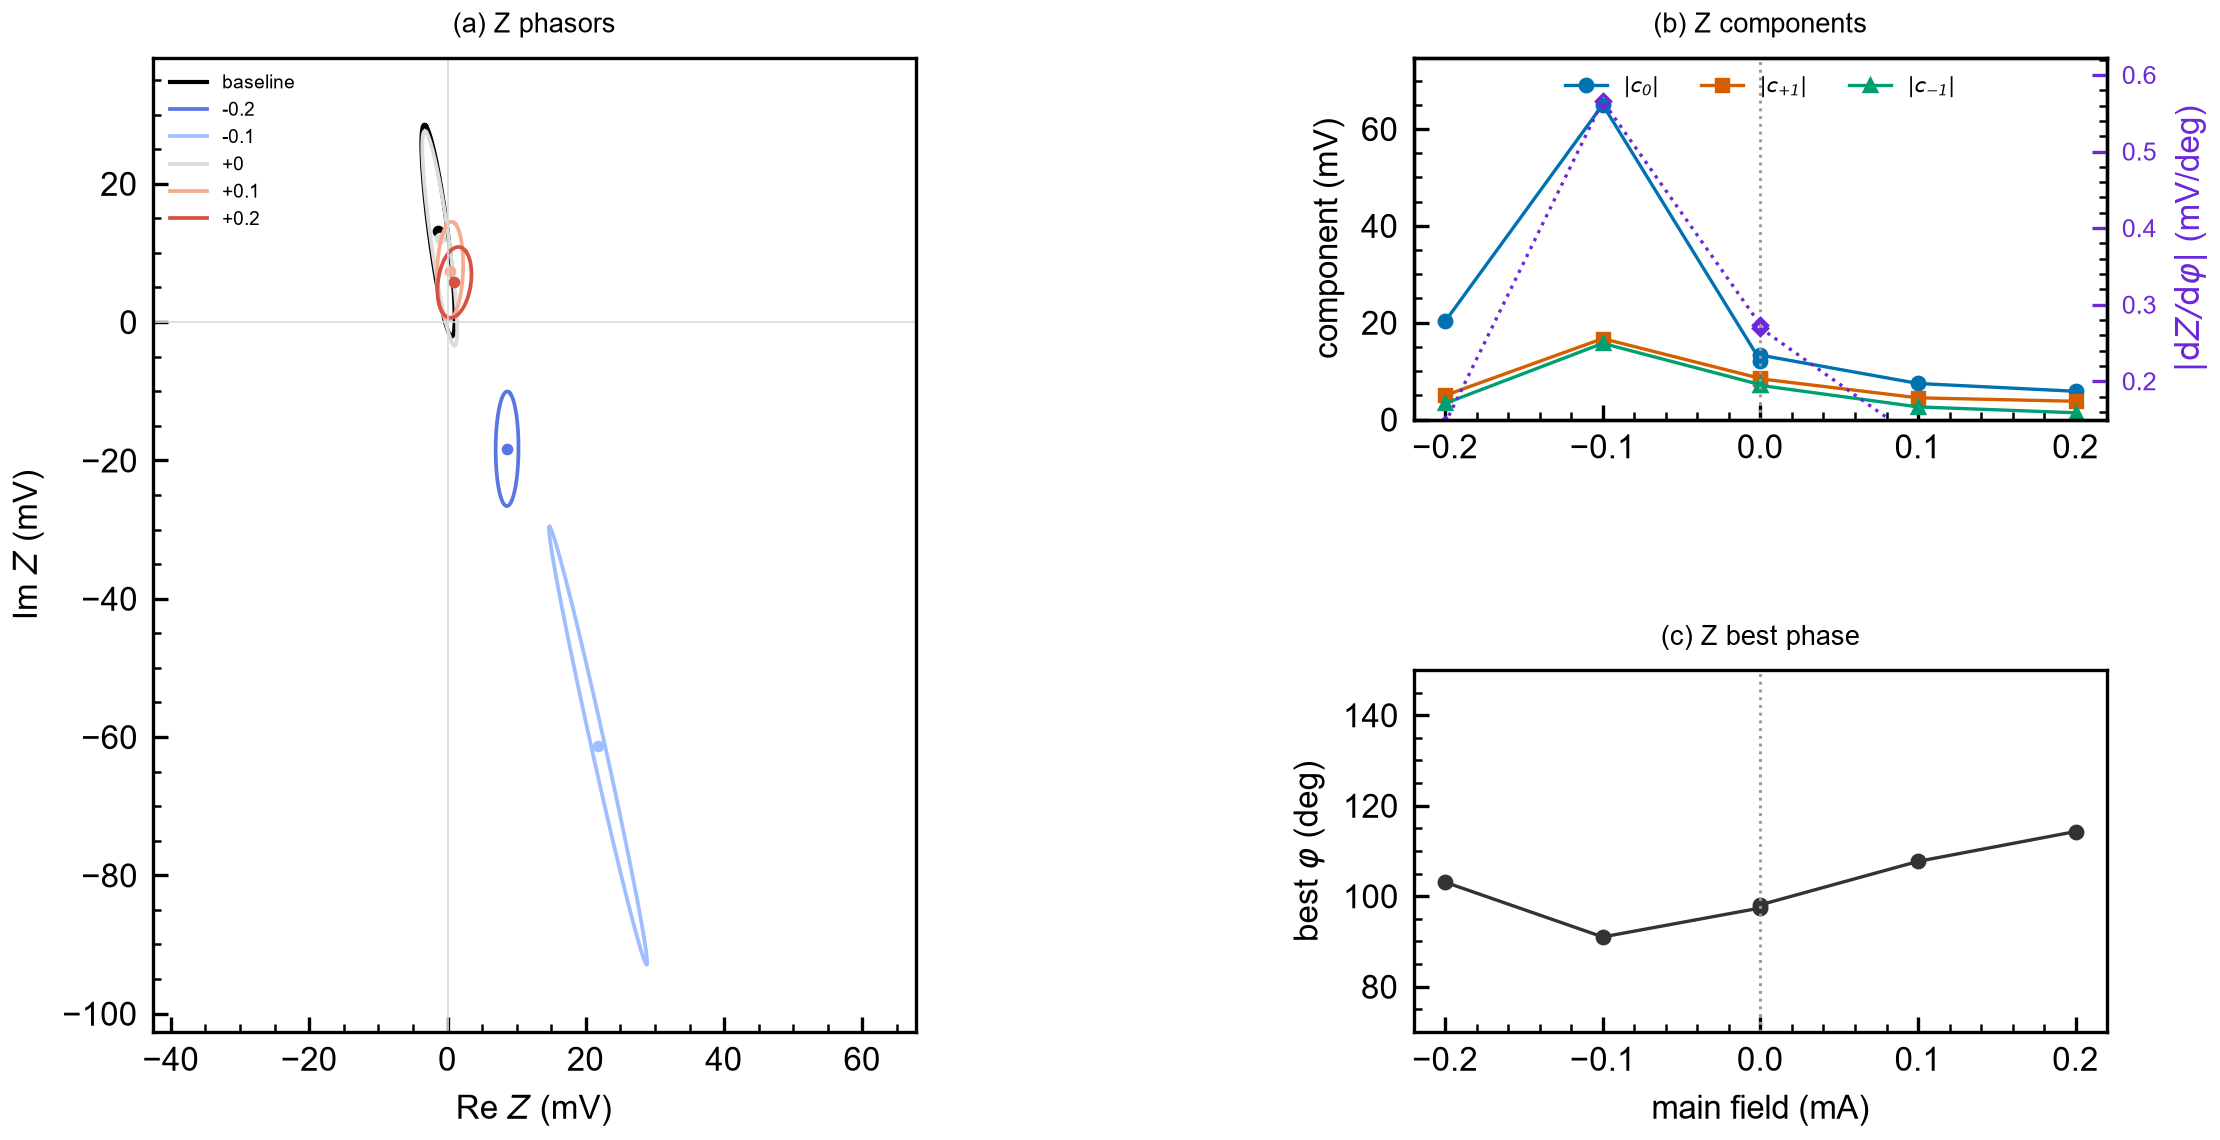 (a) Z phasors
baseline
-0.2
-0.1
+0
+0.1
+0.2
20
0
−20
−40
−60
−80
−100
Im Z (mV)
−40 −20 0 20 40 60
Re Z (mV)
(b) Z components
|c₀| |c₊₁| |c₋₁|
60
40
20
0
component (mV)
0.6
0.5
0.4
0.3
0.2
|dZ/dφ| (mV/deg)
−0.2 −0.1 0.0 0.1 0.2
(c) Z best phase
140
120
100
80
best φ (deg)
−0.2 −0.1 0.0 0.1 0.2
main field (mA)